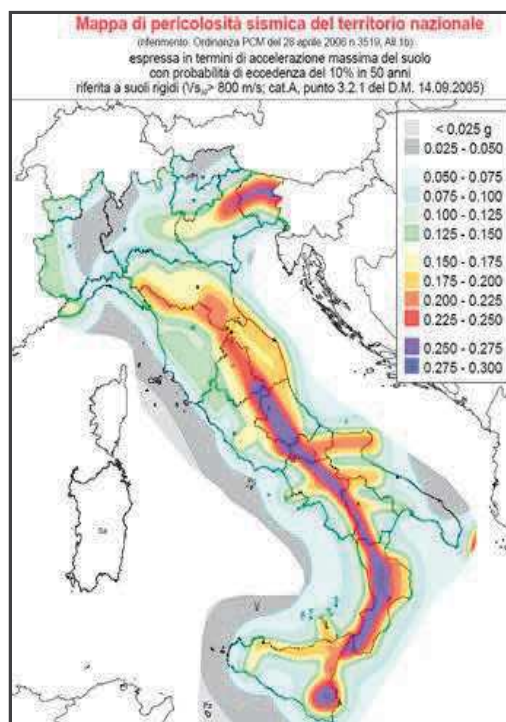 Mappa di pericolosità sismica del territorio nazionale
(riferimento: Ordinanza PCM del 28 aprile 2006 n.3519, All.1b)
espressa in termini di accelerazione massima del suolo
con probabilità di eccedenza del 10% in 50 anni
riferita a suoli rigidi (Vs₃₀> 800 m/s; cat.A, punto 3.2.1 del D.M. 14.09.2005)
< 0.025 g
0.025 - 0.050
0.050 - 0.075
0.075 - 0.100
0.100 - 0.125
0.125 - 0.150
0.150 - 0.175
0.175 - 0.200
0.200 - 0.225
0.225 - 0.250
0.250 - 0.275
0.275 - 0.300